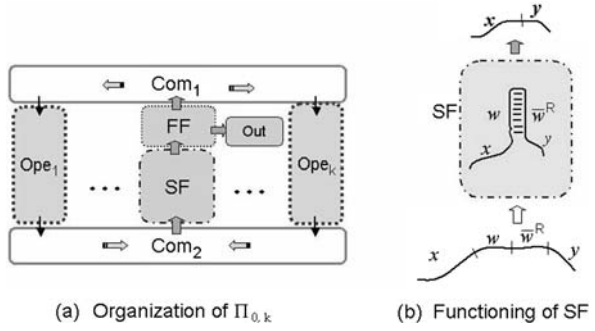 Com₁
FF
Out
Ope₁
. . .
SF
. . .
Opeₖ
Com₂
(a) Organization of Π₀, ₖ
x y
SF
w w̅ᴿ
x y
x w w̅ᴿ y
(b) Functioning of SF